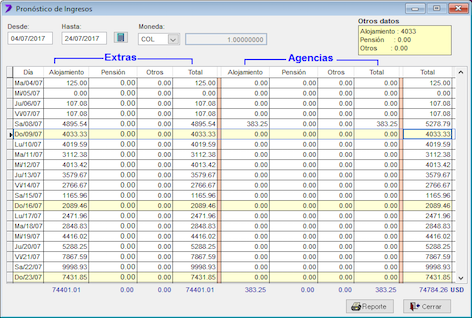 Pronóstico de Ingresos
Desde: Hasta: Moneda:
04/07/2017 24/07/2017 COL 1.00000000
Otros datos
Alojamiento : 4033
Pensión : 0.00
Otros : 0.00
Extras Agencias
Día Alojamiento Pensión Otros Total Alojamiento Pensión Otros Total Total
Ma/04/07 125.00 0.00 0.00 125.00 0.00 0.00 0.00 0.00 125.00
Mi/05/07 0.00 0.00 0.00 0.00 0.00 0.00 0.00 0.00 0.00
Ju/06/07 107.08 0.00 0.00 107.08 0.00 0.00 0.00 0.00 107.08
Vi/07/07 107.08 0.00 0.00 107.08 0.00 0.00 0.00 0.00 107.08
Sa/08/07 4895.54 0.00 0.00 4895.54 383.25 0.00 0.00 383.25 5278.79
Do/09/07 4033.33 0.00 0.00 4033.33 0.00 0.00 0.00 0.00 4033.33
Lu/10/07 4019.59 0.00 0.00 4019.59 0.00 0.00 0.00 0.00 4019.59
Ma/11/07 3112.38 0.00 0.00 3112.38 0.00 0.00 0.00 0.00 3112.38
Mi/12/07 4013.42 0.00 0.00 4013.42 0.00 0.00 0.00 0.00 4013.42
Ju/13/07 3579.67 0.00 0.00 3579.67 0.00 0.00 0.00 0.00 3579.67
Vi/14/07 2766.67 0.00 0.00 2766.67 0.00 0.00 0.00 0.00 2766.67
Sa/15/07 1165.96 0.00 0.00 1165.96 0.00 0.00 0.00 0.00 1165.96
Do/16/07 2089.46 0.00 0.00 2089.46 0.00 0.00 0.00 0.00 2089.46
Lu/17/07 2471.96 0.00 0.00 2471.96 0.00 0.00 0.00 0.00 2471.96
Ma/18/07 2848.83 0.00 0.00 2848.83 0.00 0.00 0.00 0.00 2848.83
Mi/19/07 4416.02 0.00 0.00 4416.02 0.00 0.00 0.00 0.00 4416.02
Ju/20/07 5288.25 0.00 0.00 5288.25 0.00 0.00 0.00 0.00 5288.25
Vi/21/07 7867.59 0.00 0.00 7867.59 0.00 0.00 0.00 0.00 7867.59
Sa/22/07 9998.93 0.00 0.00 9998.93 0.00 0.00 0.00 0.00 9998.93
Do/23/07 7431.85 0.00 0.00 7431.85 0.00 0.00 0.00 0.00 7431.85
74401.01 0.00 0.00 74401.01 383.25 0.00 0.00 383.25 74784.26 USD
Reporte Cerrar